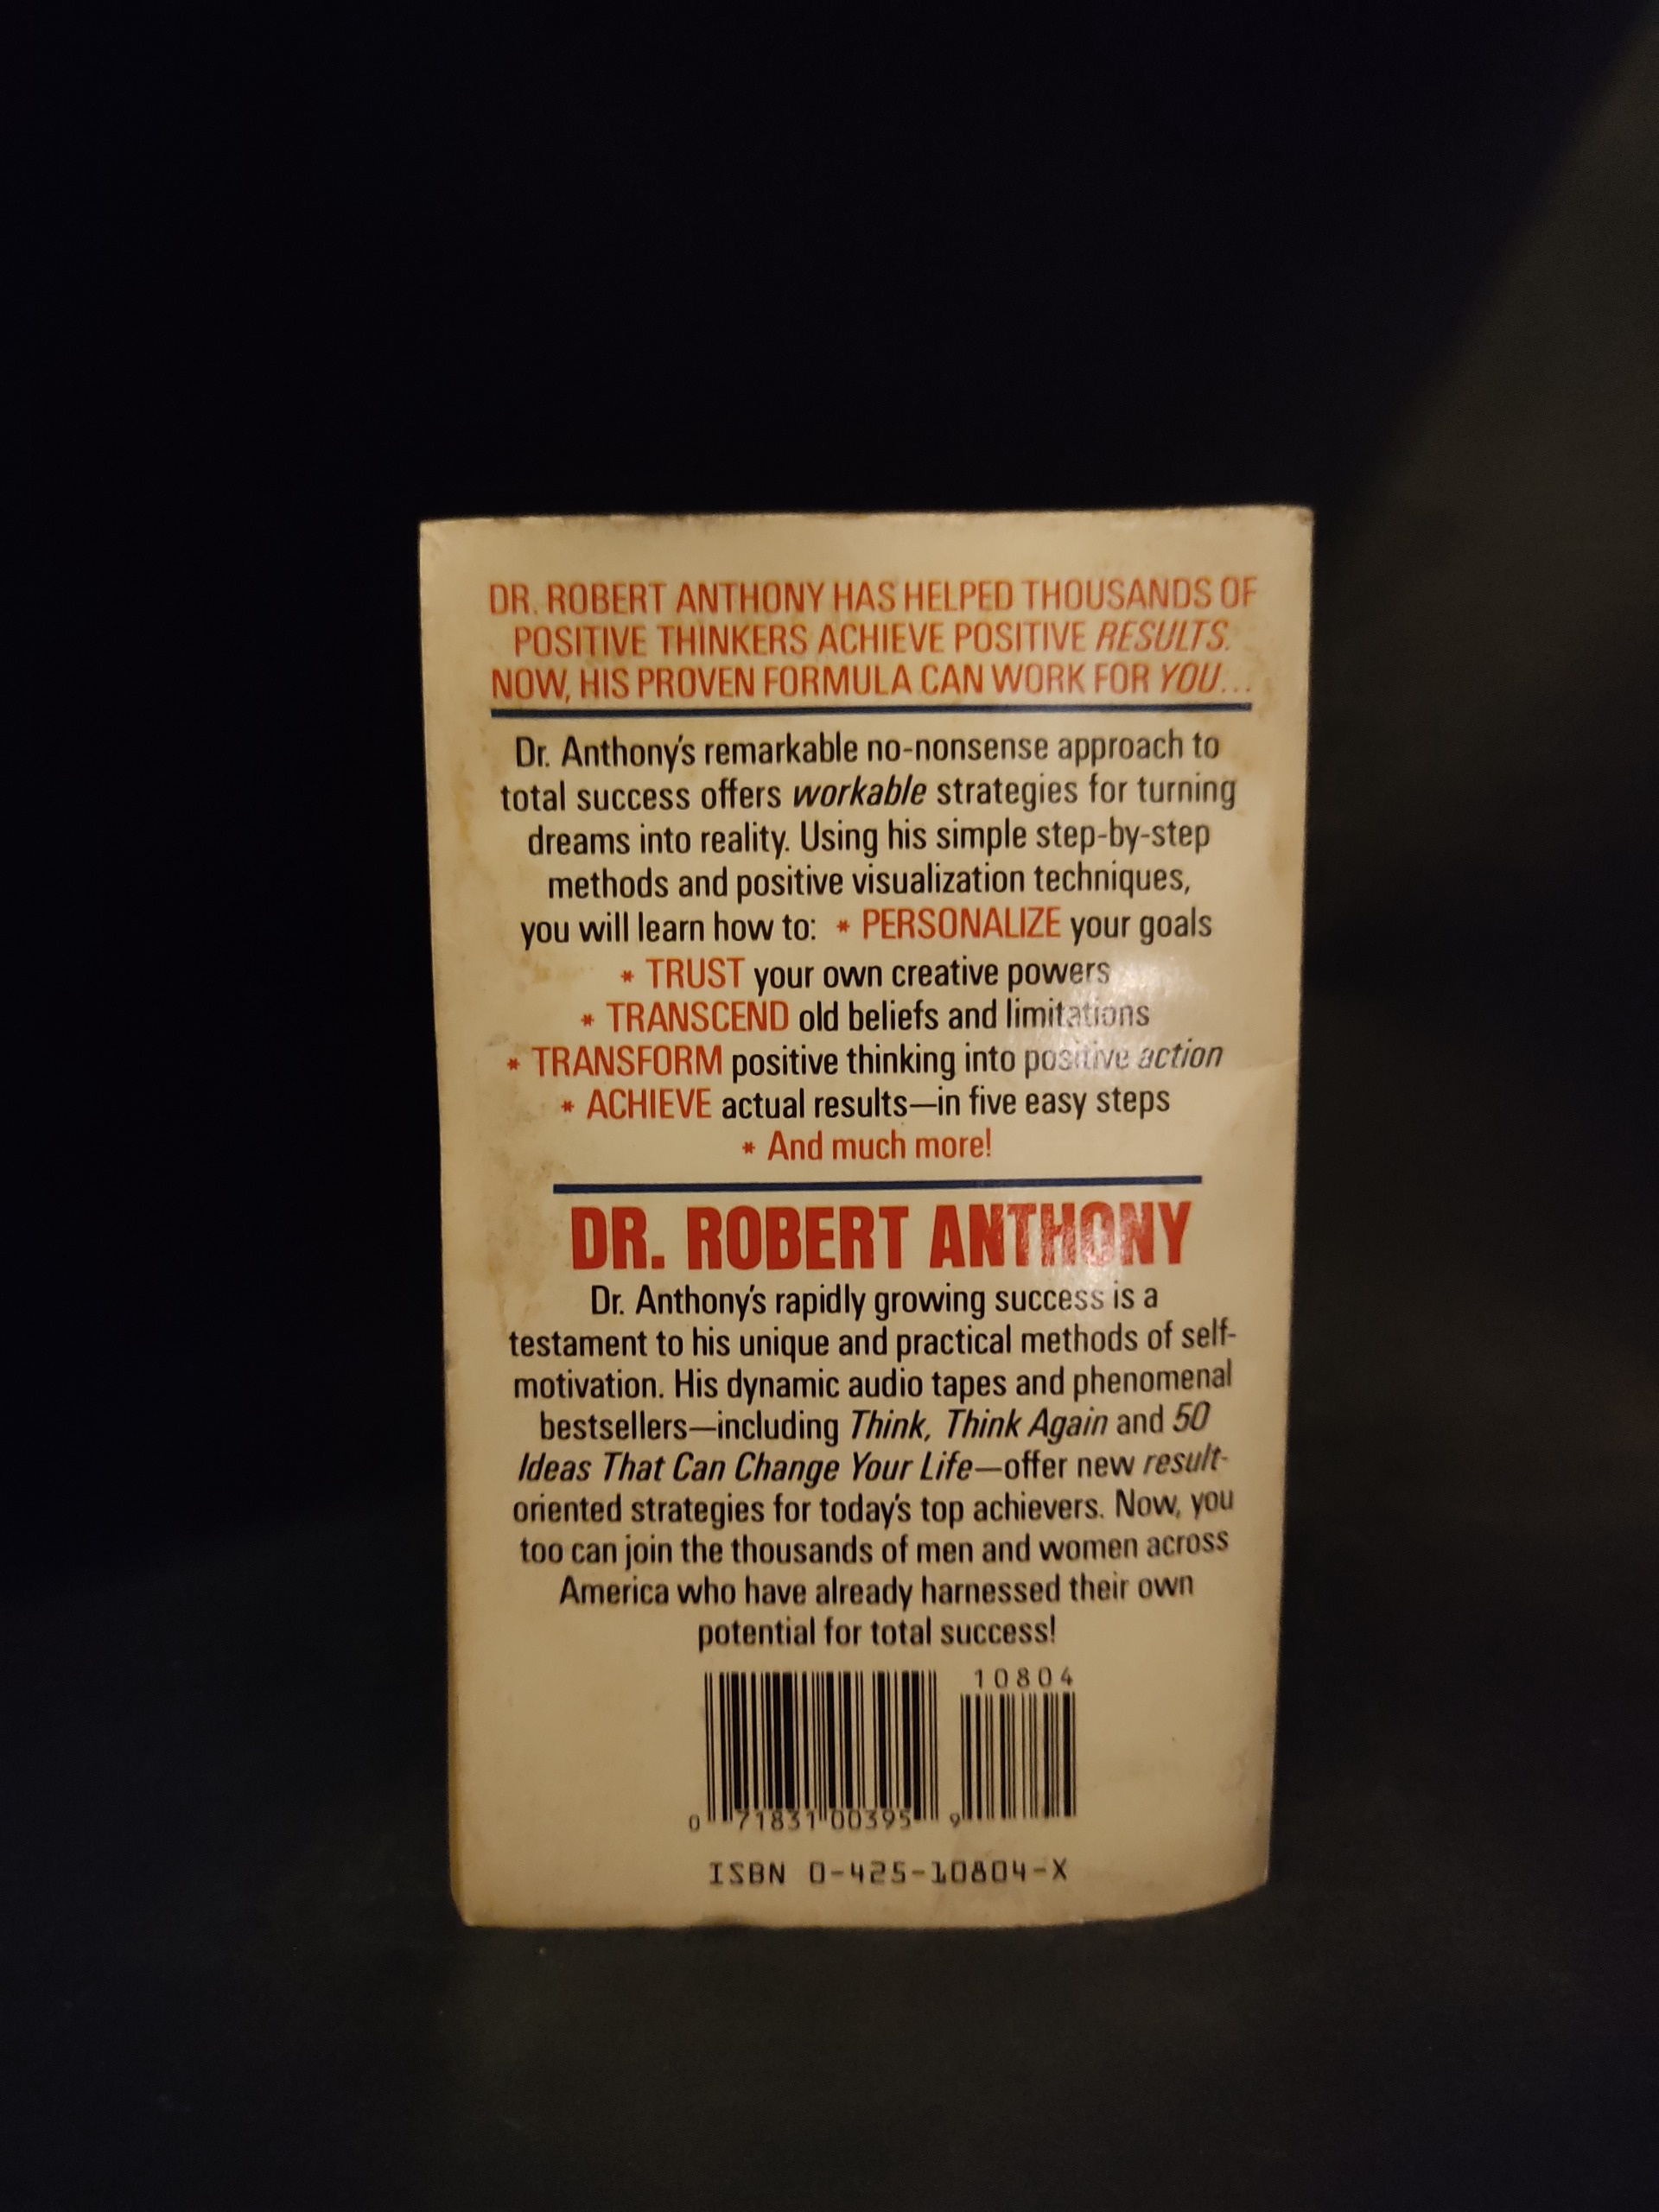 DR. ROBERT ANTHONY HAS HELPED THOUSANDS OF
POSITIVE THINKERS ACHIEVE POSITIVE RESULTS.
NOW, HIS PROVEN FORMULA CAN WORK FOR YOU...
Dr. Anthony's remarkable no-nonsense approach to
total success offers workable strategies for turning
dreams into reality. Using his simple step-by-step
methods and positive visualization techniques,
you will learn how to: * PERSONALIZE your goals
* TRUST your own creative powers
* TRANSCEND old beliefs and limitations
* TRANSFORM positive thinking into positive action
* ACHIEVE actual results—in five easy steps
* And much more!
DR. ROBERT ANTHONY
Dr. Anthony's rapidly growing success is a
testament to his unique and practical methods of self-
motivation. His dynamic audio tapes and phenomenal
bestsellers—including Think, Think Again and 50
Ideas That Can Change Your Life—offer new result-
oriented strategies for today's top achievers. Now, you
too can join the thousands of men and women across
America who have already harnessed their own
potential for total success!
10804
0 71831 00395 9
ISBN 0-425-10804-X